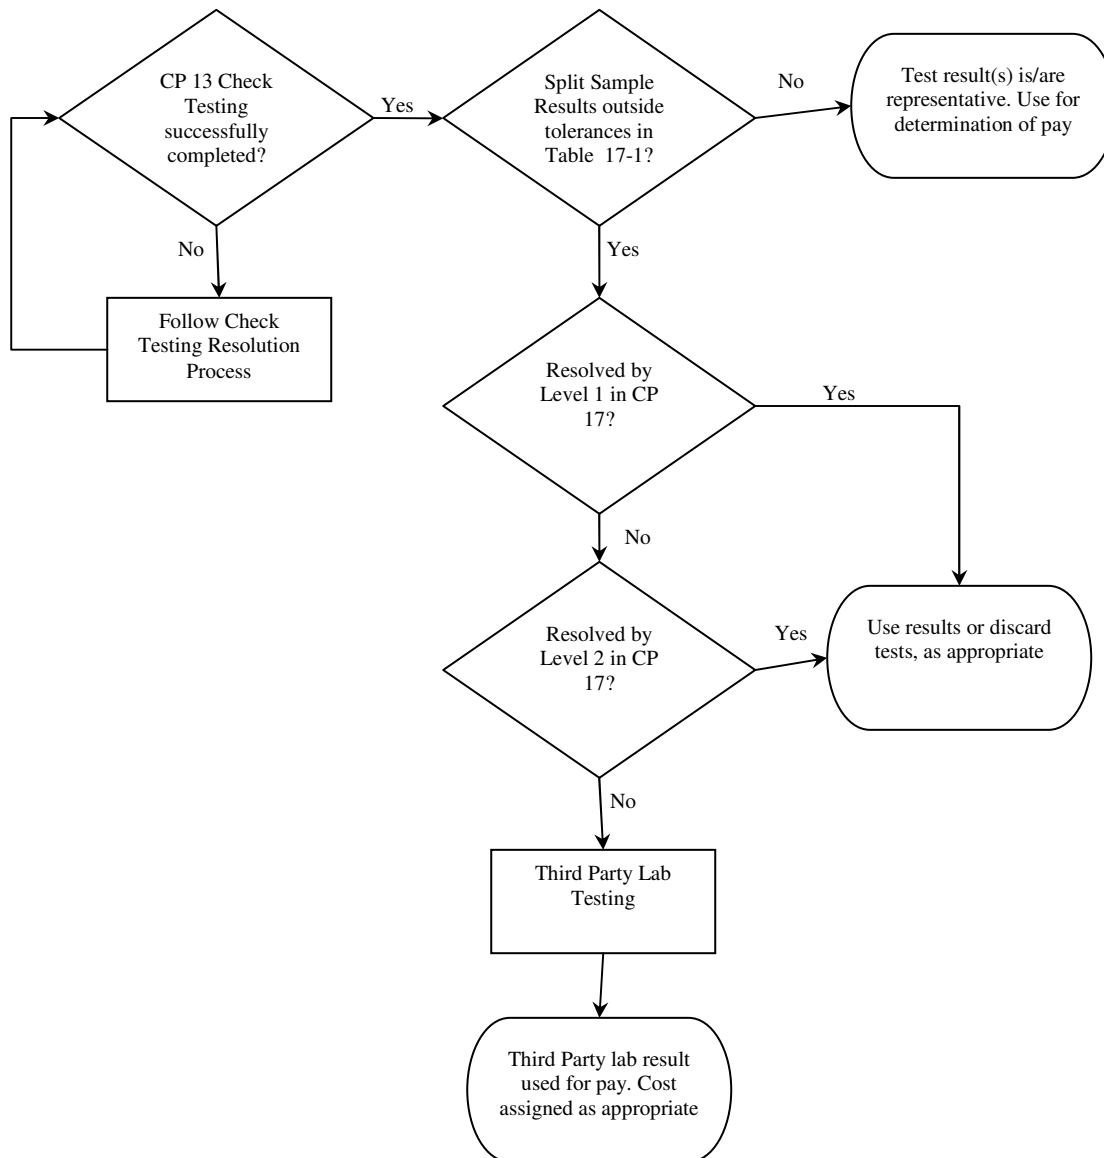 CP 13 Check
Testing
successfully
completed?
Yes
Split Sample
Results outside
tolerances in
Table 17-1?
No
Test result(s) is/are
representative. Use for
determination of pay
No
Yes
Follow Check
Testing Resolution
Process
Resolved by
Level 1 in CP
17?
Yes
No
Resolved by
Level 2 in CP
17?
Yes
Use results or discard
tests, as appropriate
No
Third Party Lab
Testing
Third Party lab result
used for pay. Cost
assigned as appropriate